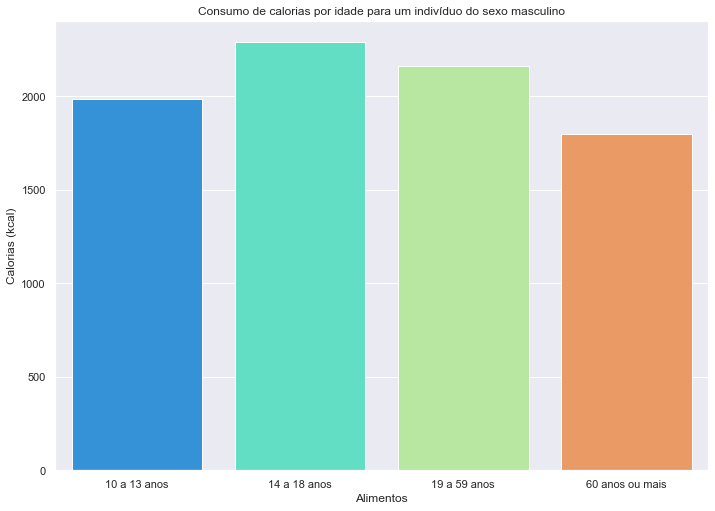 Consumo de calorias por idade para um indivíduo do sexo masculino
Calorias (kcal)
2000
1500
1000
500
0
10 a 13 anos
14 a 18 anos
19 a 59 anos
60 anos ou mais
Alimentos